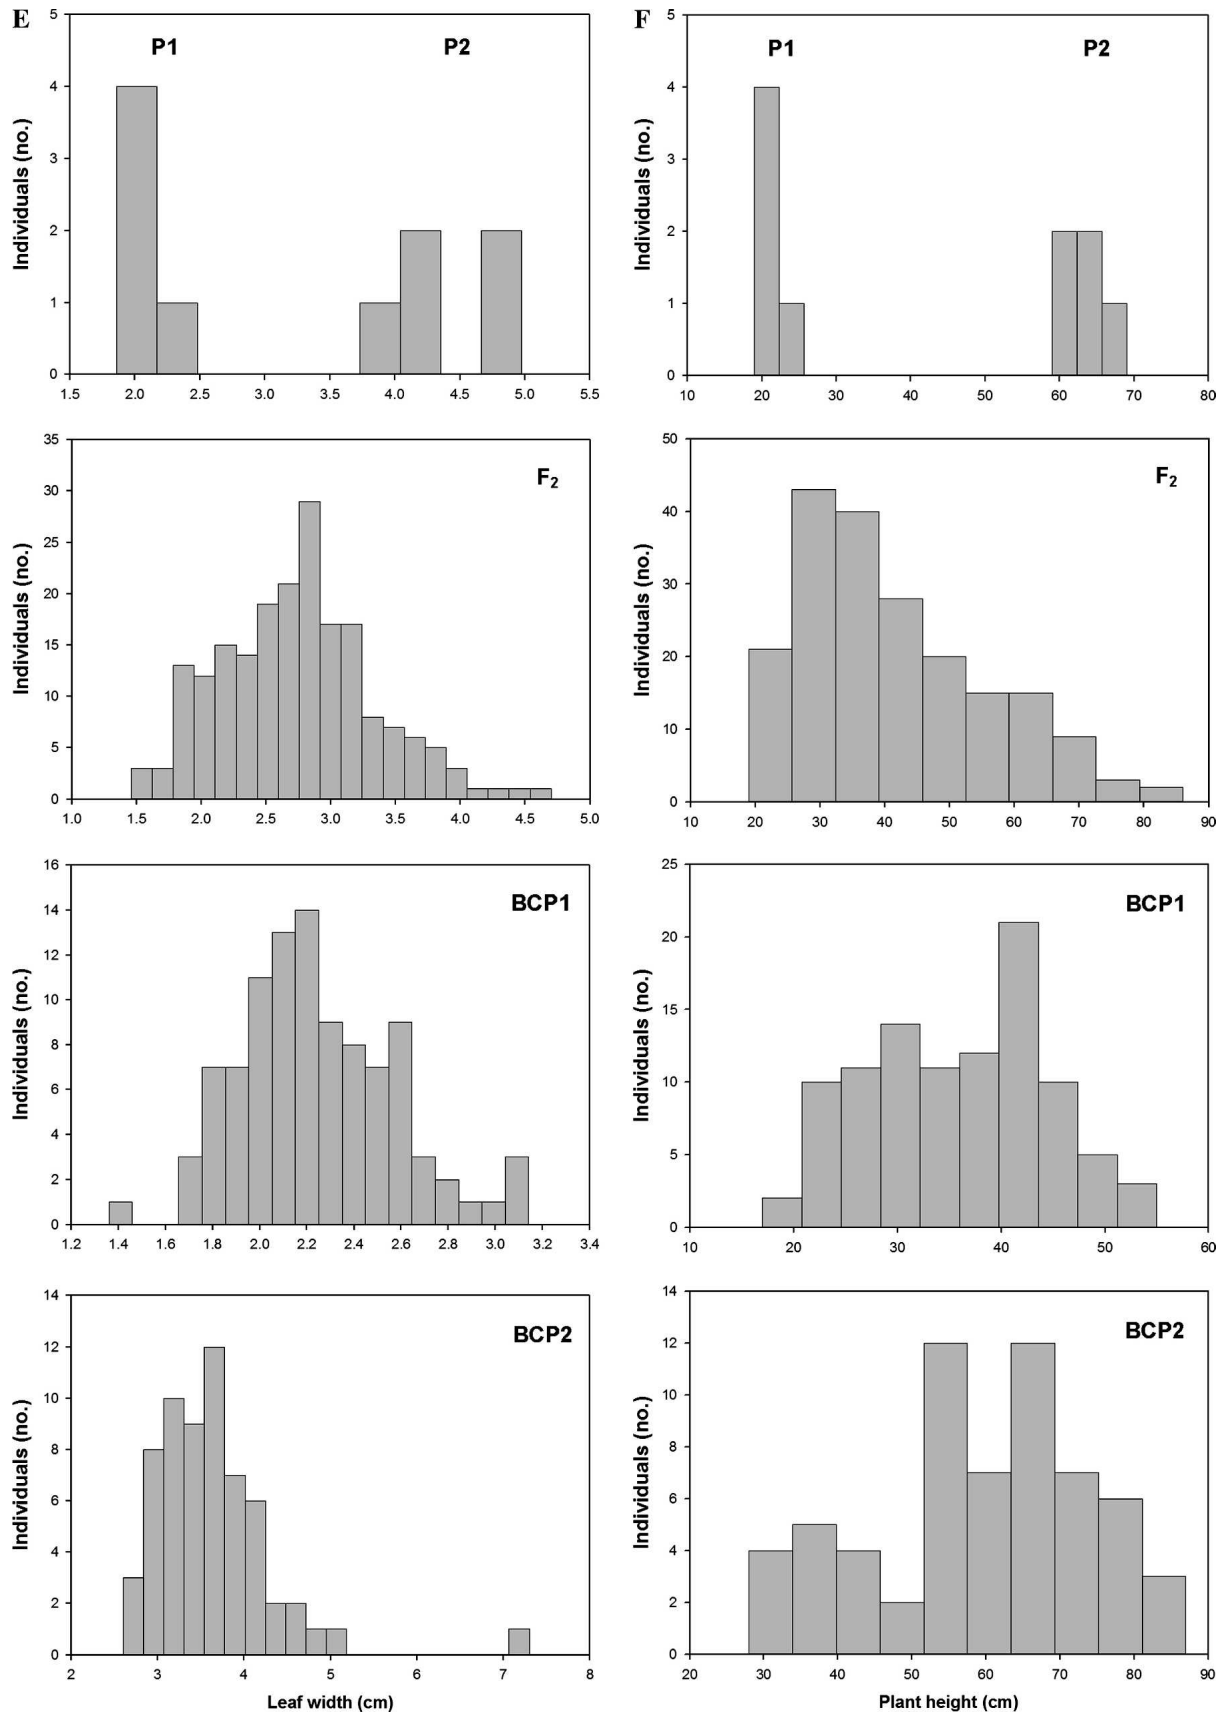 E
P1 P2
Individuals (no.)
5
4
3
2
1
0
1.5 2.0 2.5 3.0 3.5 4.0 4.5 5.0 5.5
F
P1 P2
Individuals (no.)
5
4
3
2
1
0
10 20 30 40 50 60 70 80
F₂
Individuals (no.)
35
30
25
20
15
10
5
0
1.0 1.5 2.0 2.5 3.0 3.5 4.0 4.5 5.0
F₂
Individuals (no.)
50
40
30
20
10
0
10 20 30 40 50 60 70 80 90
BCP1
Individuals (no.)
16
14
12
10
8
6
4
2
0
1.2 1.4 1.6 1.8 2.0 2.2 2.4 2.6 2.8 3.0 3.2 3.4
BCP1
Individuals (no.)
25
20
15
10
5
0
10 20 30 40 50 60
BCP2
Individuals (no.)
14
12
10
8
6
4
2
0
2 3 4 5 6 7 8
Leaf width (cm)
BCP2
Individuals (no.)
14
12
10
8
6
4
2
0
20 30 40 50 60 70 80 90
Plant height (cm)